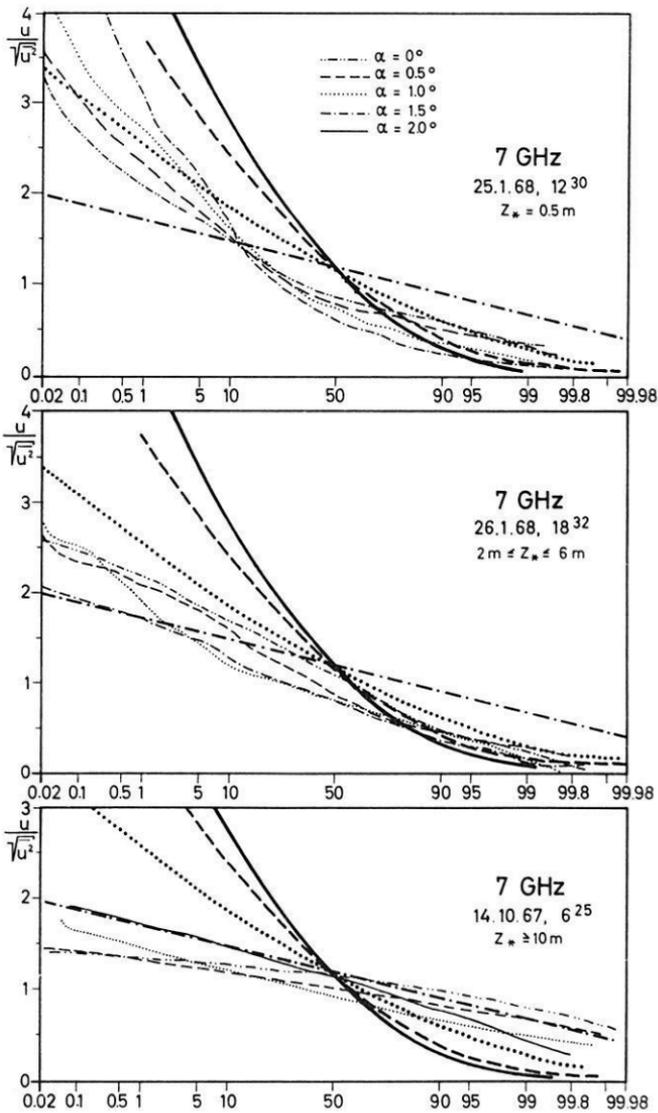 4
u
√u²
3
2
1
0
α = 0°
α = 0.5°
α = 1.0°
α = 1.5°
α = 2.0°
7 GHz
25.1.68, 12 30
Z* = 0.5 m
0.02 0.1 0.5 1 5 10 50 90 95 99 99.8 99.98
4
u
√u²
3
2
1
0
7 GHz
26.1.68, 18 32
2 m ≤ Z* ≤ 6 m
0.02 0.1 0.5 1 5 10 50 90 95 99 99.8 99.98
3
u
√u²
2
1
0
7 GHz
14.10.67, 6 25
Z* ≥ 10 m
0.02 0.1 0.5 1 5 10 50 90 95 99 99.8 99.98